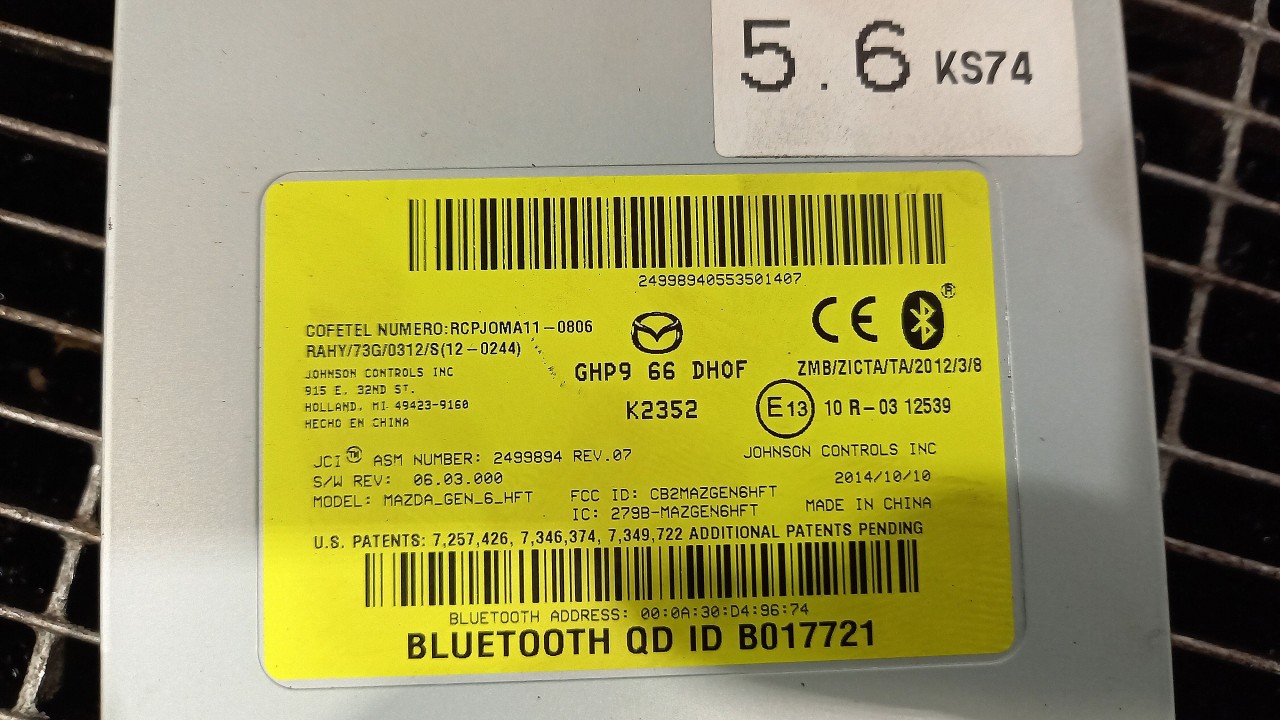 5.6 KS74
24998940553501407
COFETEL NUMERO:RCPJOMA11-0806
RAHY/73G/0312/S(12-0244)
JOHNSON CONTROLS INC
915 E. 32ND ST.
HOLLAND, MI 49423-9160
HECHO EN CHINA
GHP9 66 DH0F
K2352
CE ®
ZMB/ZICTA/TA/2012/3/8
E13 10 R-03 12539
JCI™ ASM NUMBER: 2499894 REV.07
S/W REV: 06.03.000
MODEL: MAZDA_GEN_6_HFT
FCC ID: CB2MAZGEN6HFT
IC: 279B-MAZGEN6HFT
JOHNSON CONTROLS INC
2014/10/10
MADE IN CHINA
U.S. PATENTS: 7,257,426, 7,346,374, 7,349,722 ADDITIONAL PATENTS PENDING
BLUETOOTH ADDRESS: 00:0A:30:D4:96:74
BLUETOOTH QD ID B017721